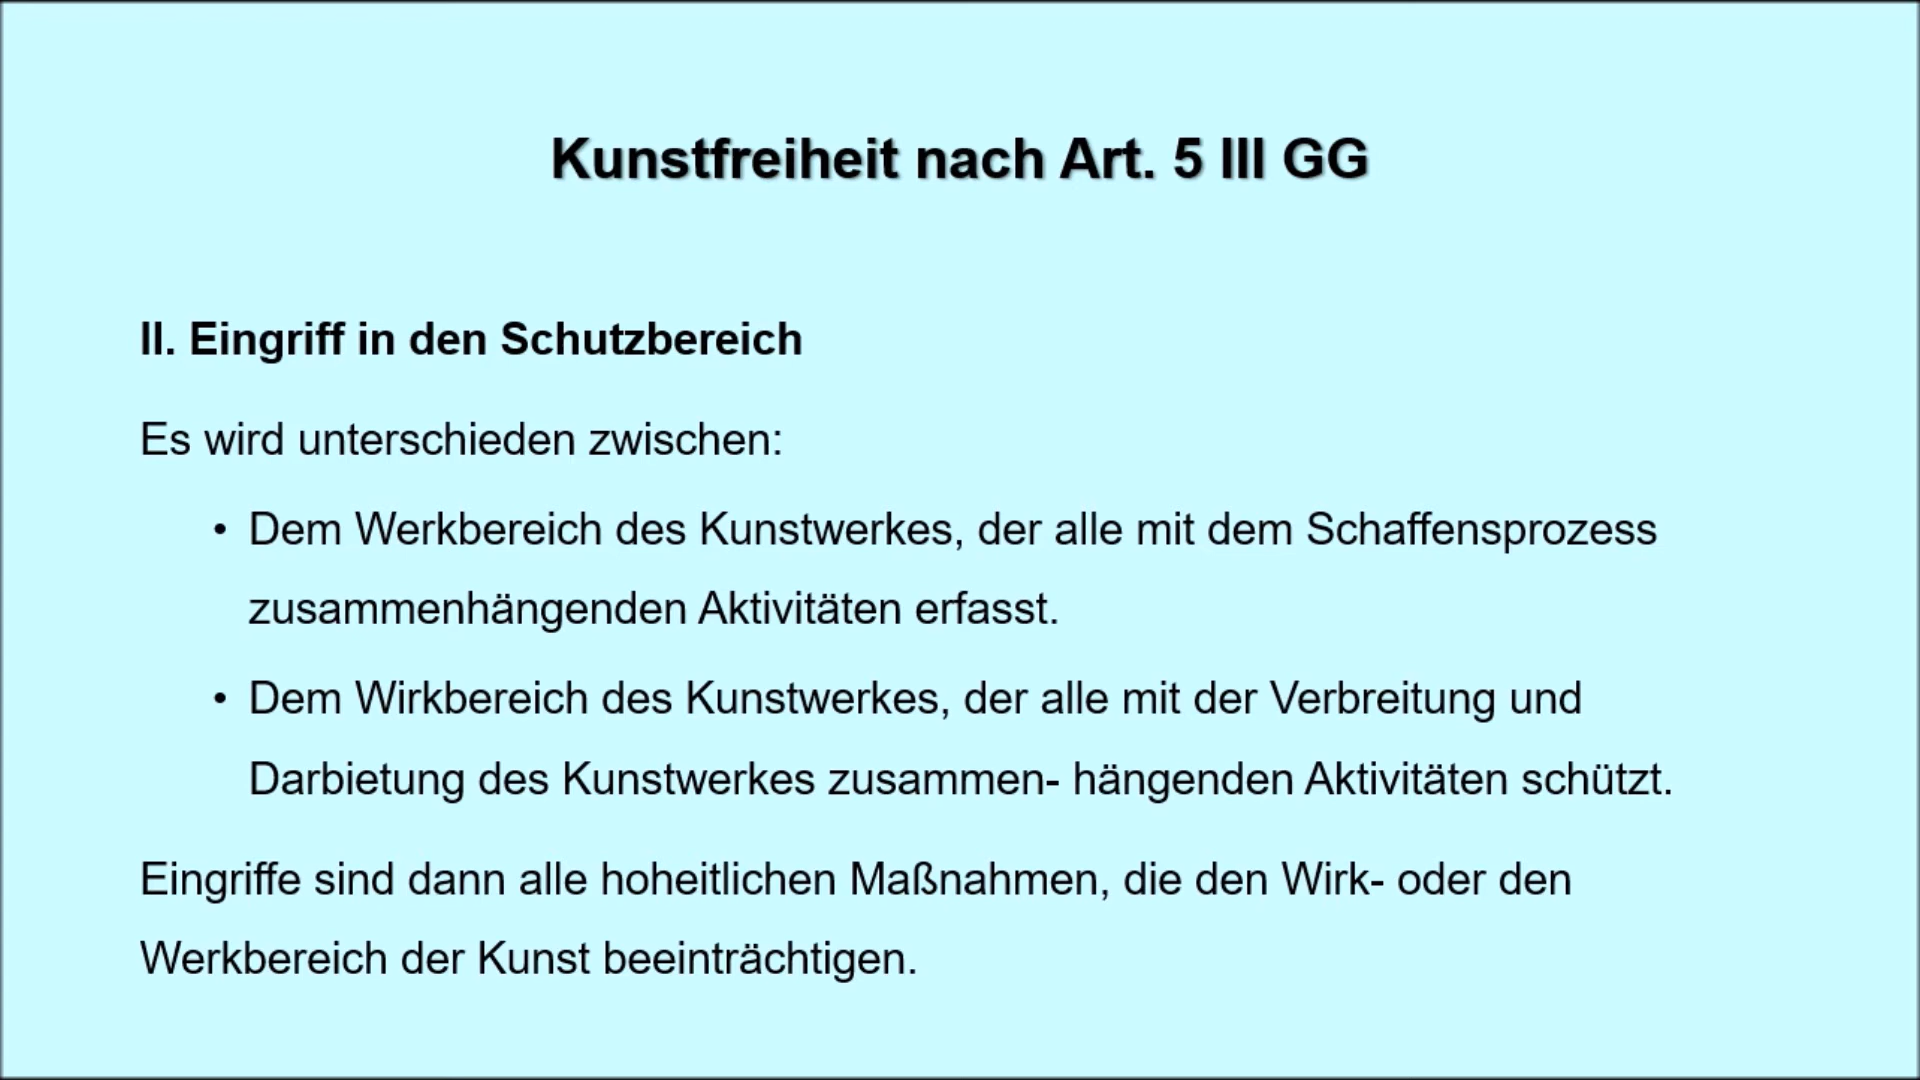 Kunstfreiheit nach Art. 5 III GG
II. Eingriff in den Schutzbereich
Es wird unterschieden zwischen:
• Dem Werkbereich des Kunstwerkes, der alle mit dem Schaffensprozess
zusammenhängenden Aktivitäten erfasst.
• Dem Wirkbereich des Kunstwerkes, der alle mit der Verbreitung und
Darbietung des Kunstwerkes zusammen- hängenden Aktivitäten schützt.
Eingriffe sind dann alle hoheitlichen Maßnahmen, die den Wirk- oder den
Werkbereich der Kunst beeinträchtigen.